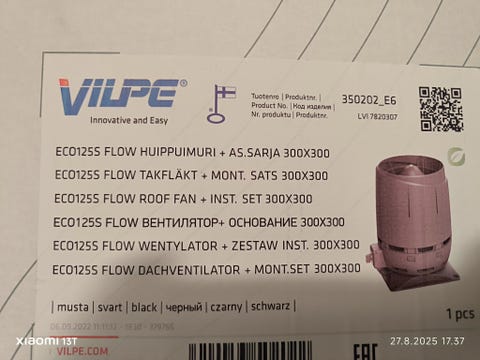 VILPE®
Innovative and Easy
Tuotenro | Produktnr.
Product No. | Код изделия |
Nr. produktu | Produktnr.
350202_E6
LVI 7820307
ECO125S FLOW HUIPPUIMURI + AS.SARJA 300X300
ECO125S FLOW TAKFLÄKT + MONT. SATS 300X300
ECO125S FLOW ROOF FAN + INST. SET 300X300
ECO125S FLOW ВЕНТИЛЯТОР+ ОСНОВАНИЕ 300X300
ECO125S FLOW WENTYLATOR + ZESTAW INST. 300X300
ECO125S FLOW DACHVENTILATOR + MONT.SET 300X300
| musta | svart | black | черный | czarny | schwarz |
1 pcs
VILPE.COM
EAC
XIAOMI 13T
27.8.2025 17.37